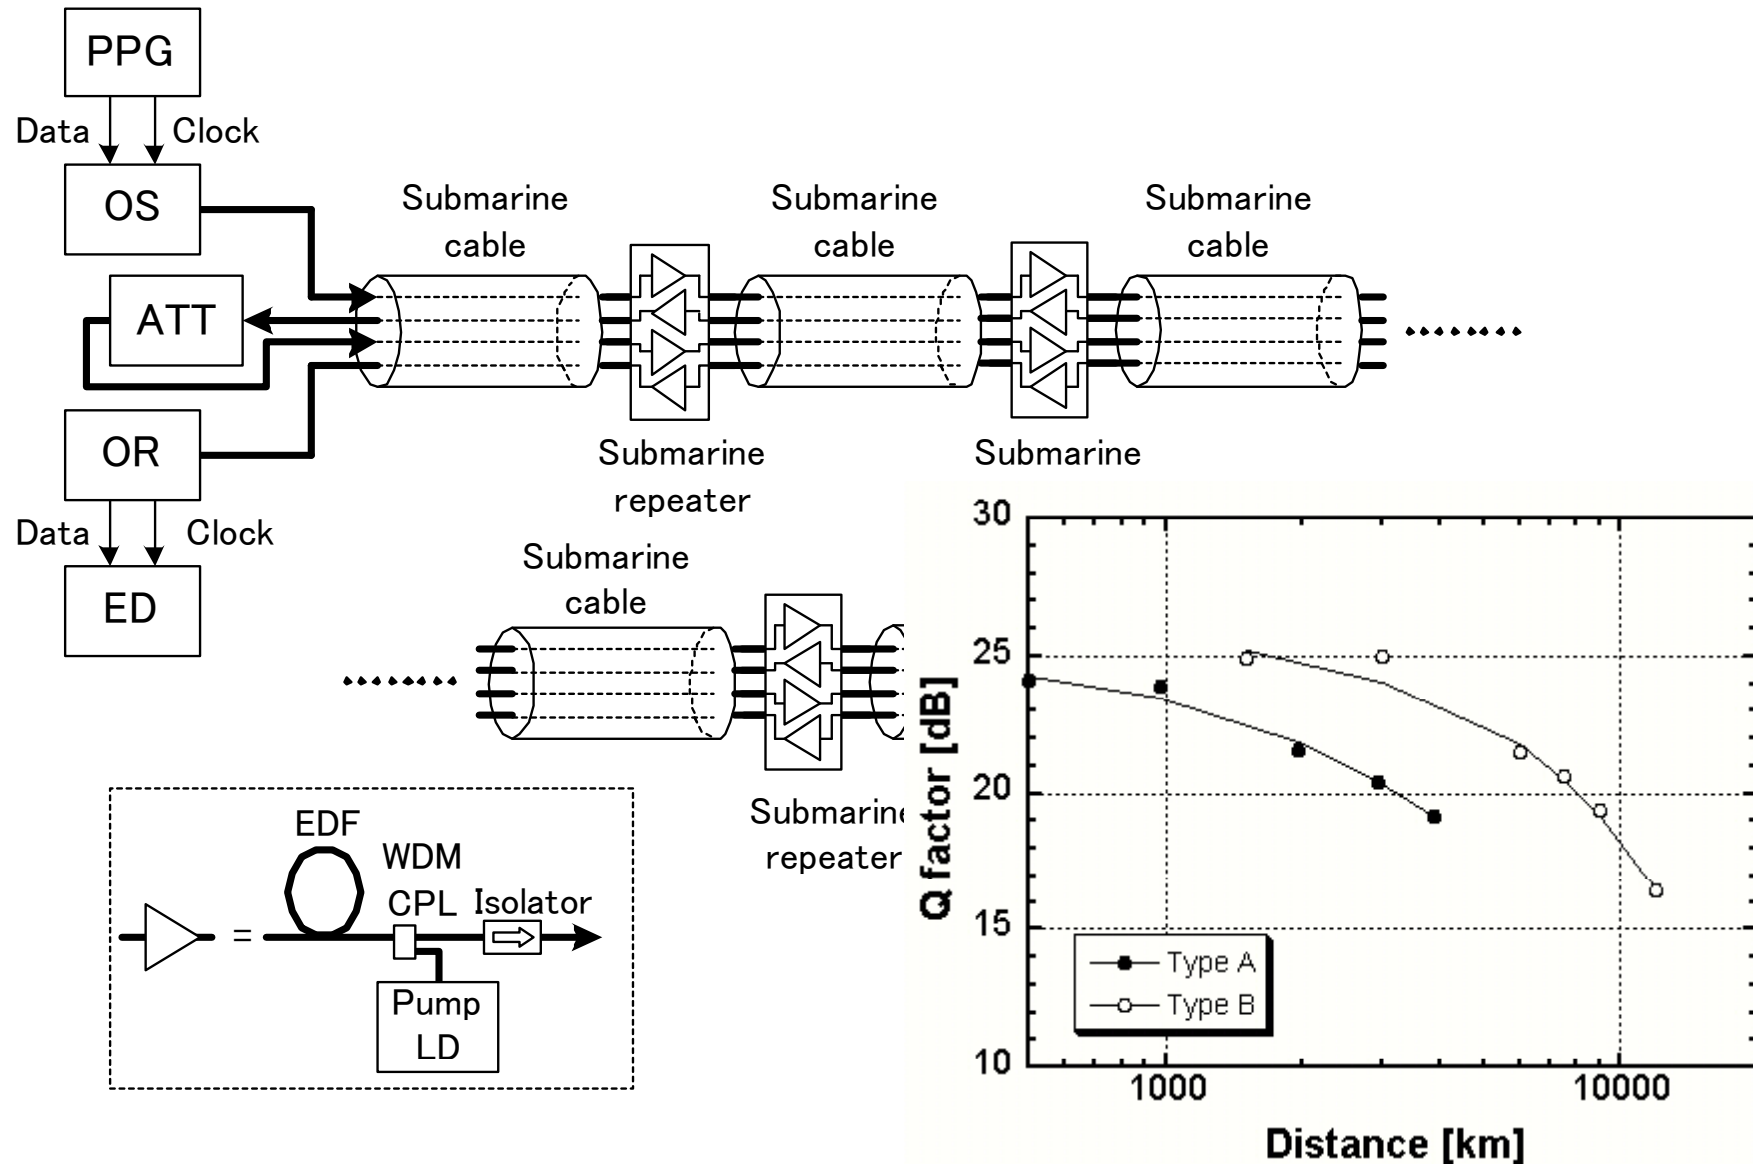 PPG
Data
Clock
OS
Submarine
cable
Submarine
cable
Submarine
cable
ATT
OR
Submarine
repeater
Submarine
Data
Clock
ED
Submarine
cable
Submarine
repeater
EDF
WDM
CPL
Isolator
=
Pump
LD
30
25
20
15
10
Q factor [dB]
Type A
Type B
1000
10000
Distance [km]